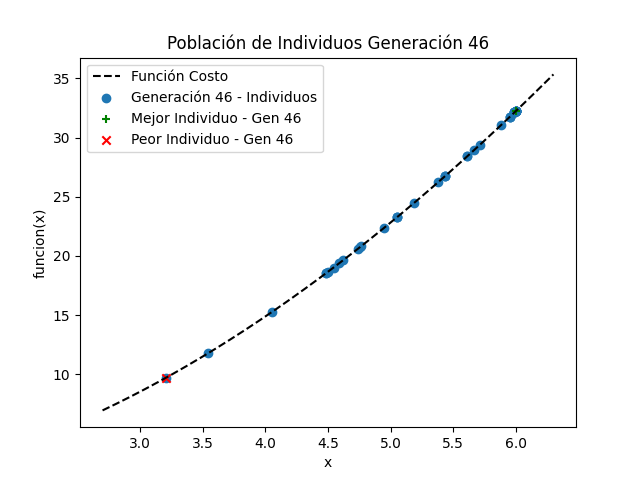 Población de Individuos Generación 46
Función Costo
Generación 46 - Individuos
Mejor Individuo - Gen 46
Peor Individuo - Gen 46
35
30
25
20
15
10
funcion(x)
3.0 3.5 4.0 4.5 5.0 5.5 6.0
x